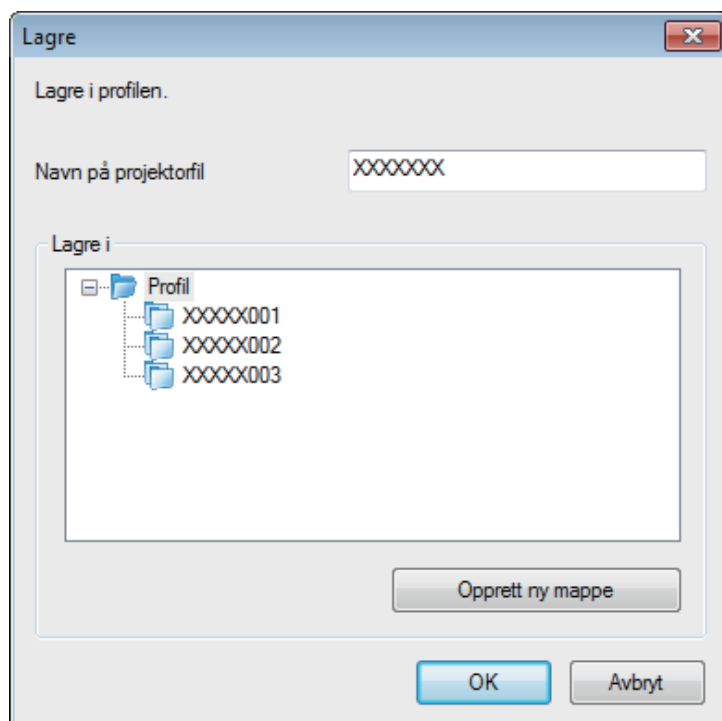 Lagre
Lagre i profilen.
Navn på projektorfil XXXXXXX
Lagre i
Profil
XXXXX001
XXXXX002
XXXXX003
Opprett ny mappe
OK Avbryt